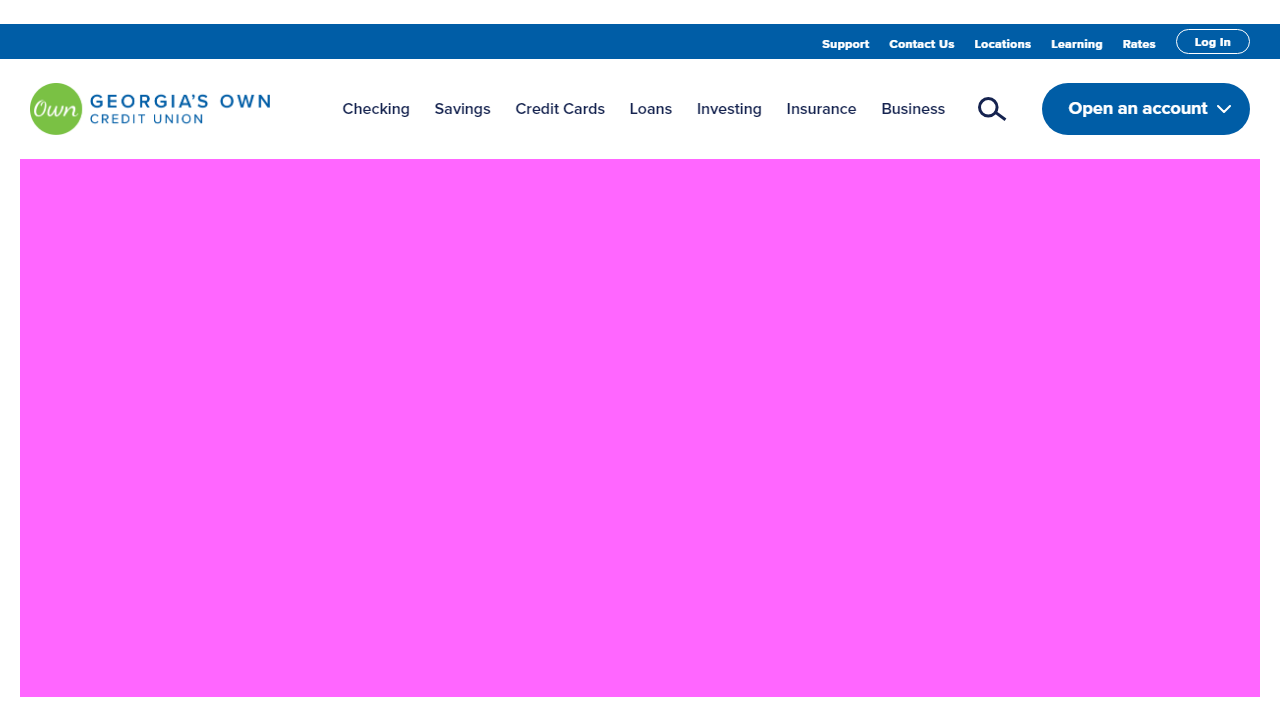 Support Contact Us Locations Learning Rates Log In
Own GEORGIA'S OWN
CREDIT UNION
Checking Savings Credit Cards Loans Investing Insurance Business Open an account